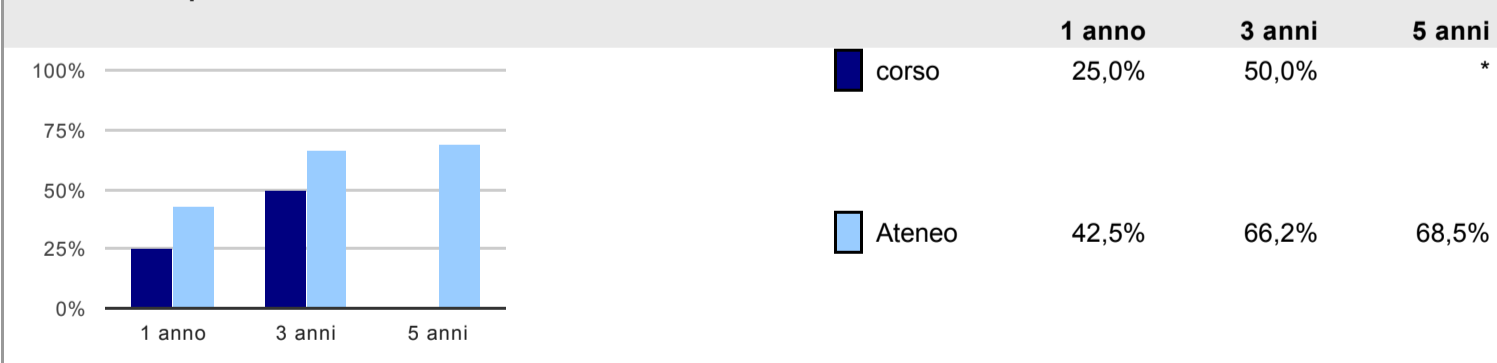 1 anno 3 anni 5 anni
100%
75%
50%
25%
0%
1 anno 3 anni 5 anni
corso 25,0% 50,0% *
Ateneo 42,5% 66,2% 68,5%